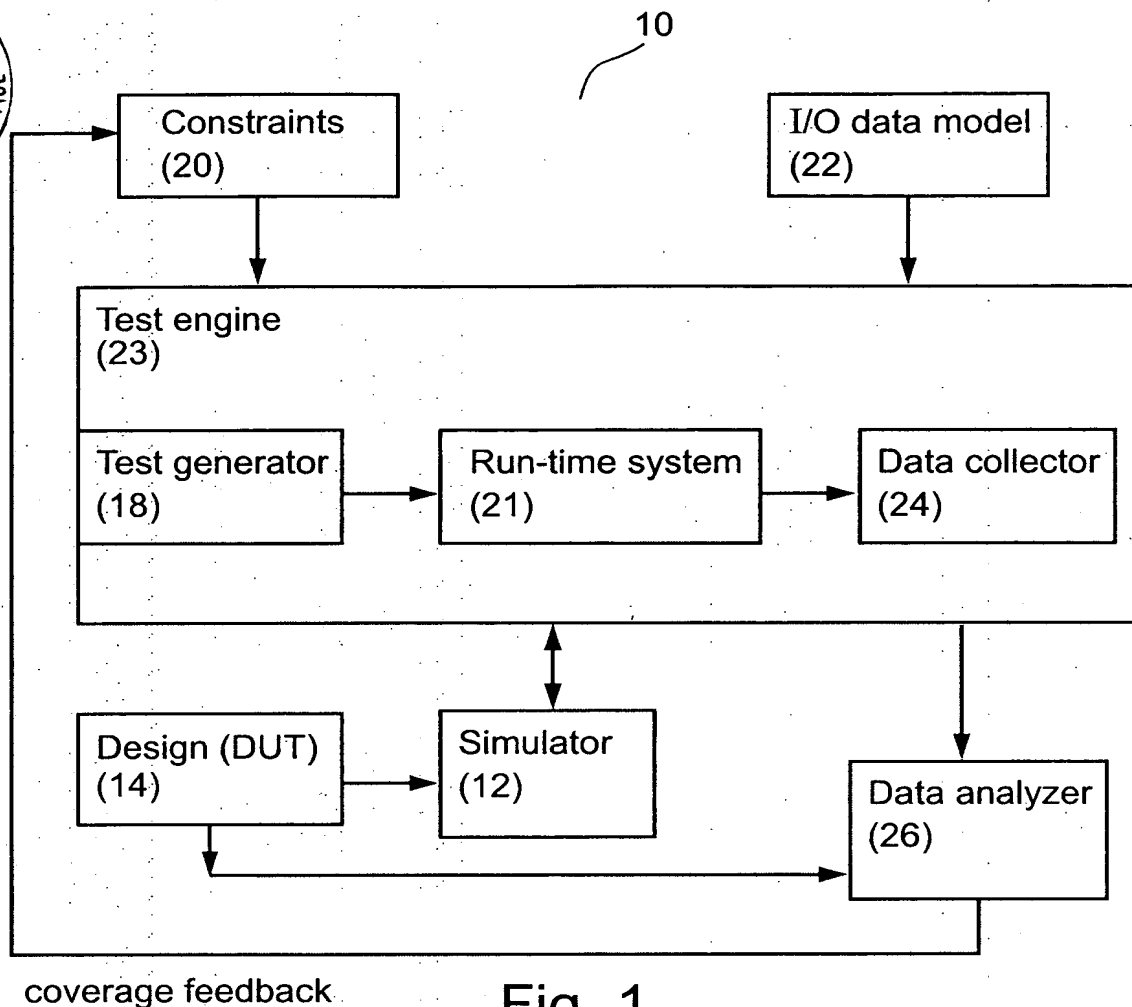 10
Constraints
(20)
I/O data model
(22)
Test engine
(23)
Test generator
(18)
Run-time system
(21)
Data collector
(24)
Design (DUT)
(14)
Simulator
(12)
Data analyzer
(26)
coverage feedback
Fig. 1